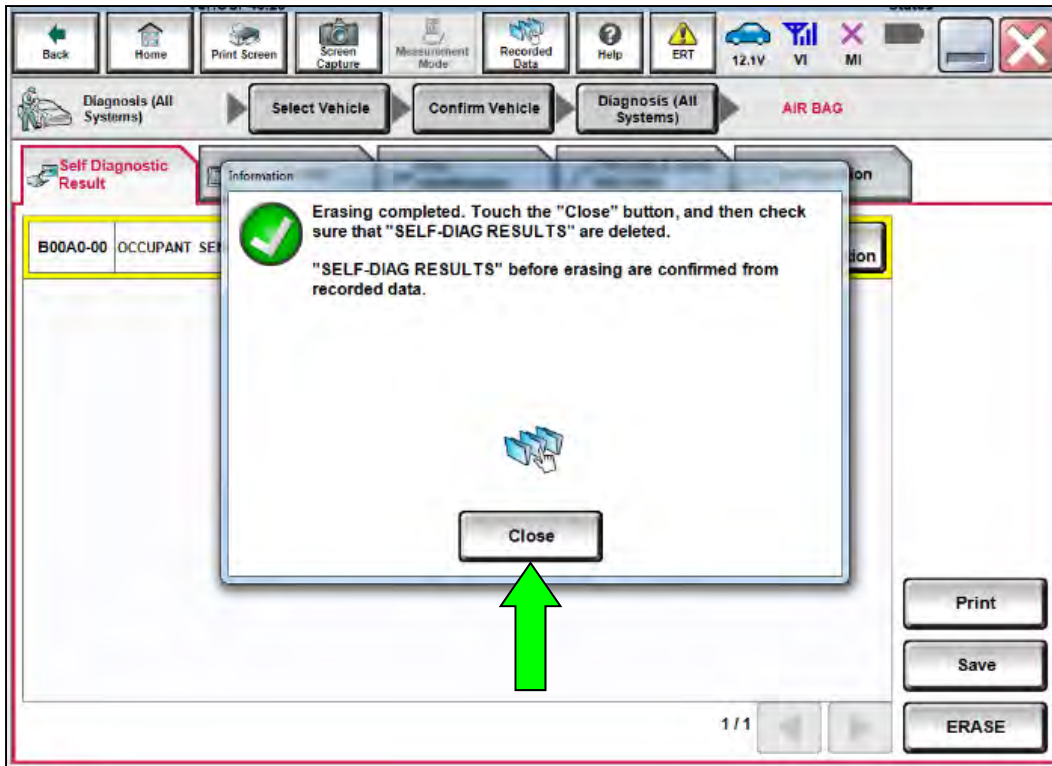 Back
Home
Print Screen
Screen
Capture
Measurement
Mode
Recorded
Data
Help
ERT
12.1V
VI
MI
Diagnosis (All
Systems)
Select Vehicle
Confirm Vehicle
Diagnosis (All
Systems)
AIR BAG
Self Diagnostic
Result
Information
Erasing completed. Touch the "Close" button, and then check
sure that "SELF-DIAG RESULTS" are deleted.
"SELF-DIAG RESULTS" before erasing are confirmed from
recorded data.
B00A0-00
OCCUPANT
Close
Print
Save
1 / 1
ERASE